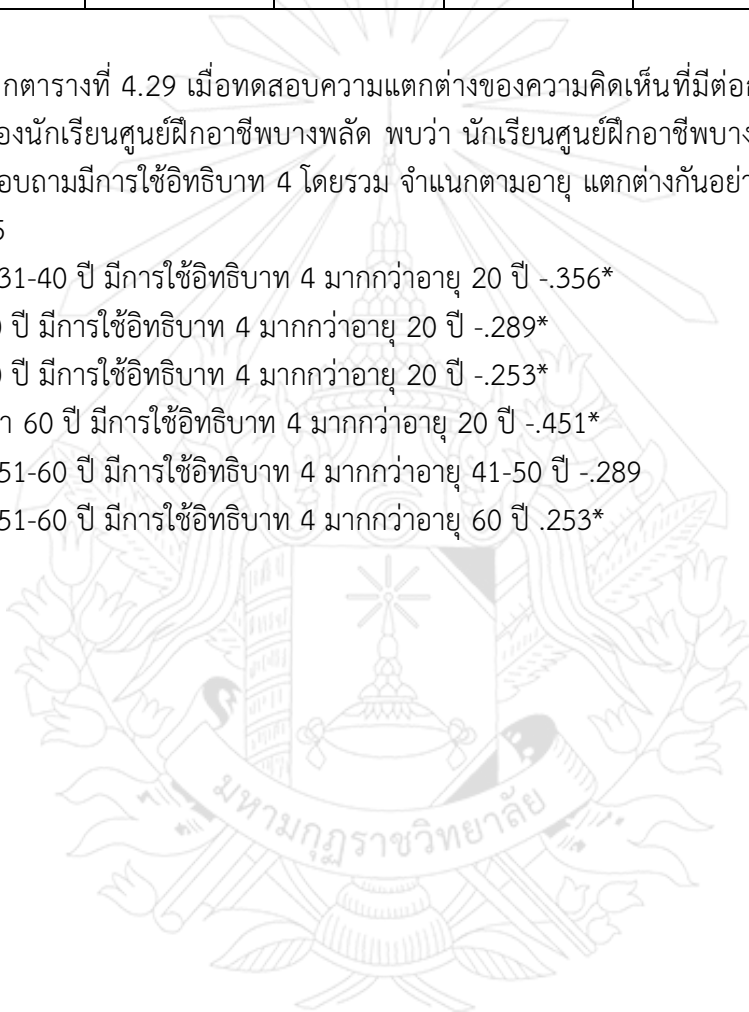 กตารางที่ 4.29 เมื่อทดสอบความแตกต่างของความคิดเห็นที่มีต่อ
องนักเรียนศูนย์ฝึกอาชีพบางพลัด พบว่า นักเรียนศูนย์ฝึกอาชีพบาง
อบถามมีการใช้อิทธิบาท 4 โดยรวม จำแนกตามอายุ แตกต่างกันอย่า
5
31-40 ปี มีการใช้อิทธิบาท 4 มากกว่าอายุ 20 ปี -.356*
0 ปี มีการใช้อิทธิบาท 4 มากกว่าอายุ 20 ปี -.289*
0 ปี มีการใช้อิทธิบาท 4 มากกว่าอายุ 20 ปี -.253*
า 60 ปี มีการใช้อิทธิบาท 4 มากกว่าอายุ 20 ปี -.451*
51-60 ปี มีการใช้อิทธิบาท 4 มากกว่าอายุ 41-50 ปี -.289
51-60 ปี มีการใช้อิทธิบาท 4 มากกว่าอายุ 60 ปี .253*
มหามกุฏราชวิทยาลัย